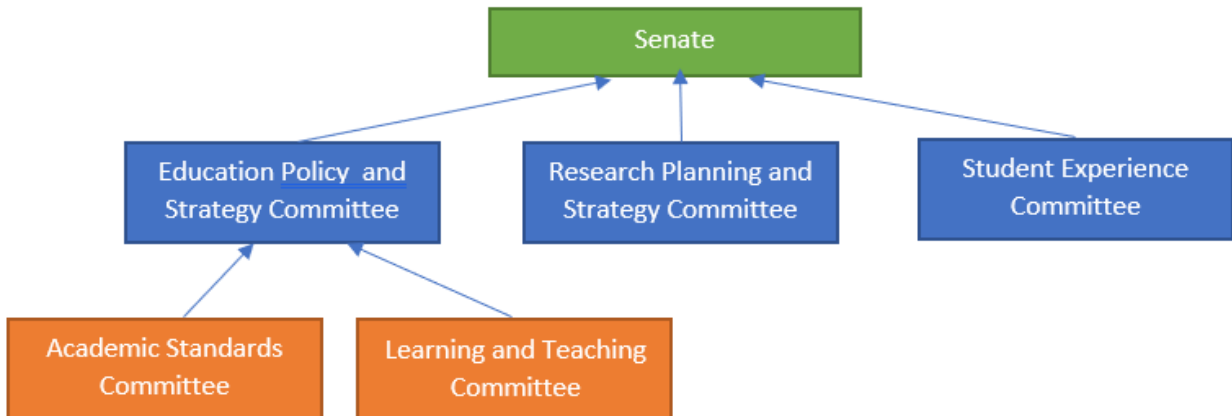 Senate
Education Policy  and
Strategy Committee
Research Planning and
Strategy Committee
Student Experience
Committee
Academic Standards
Committee
Learning and Teaching
Committee